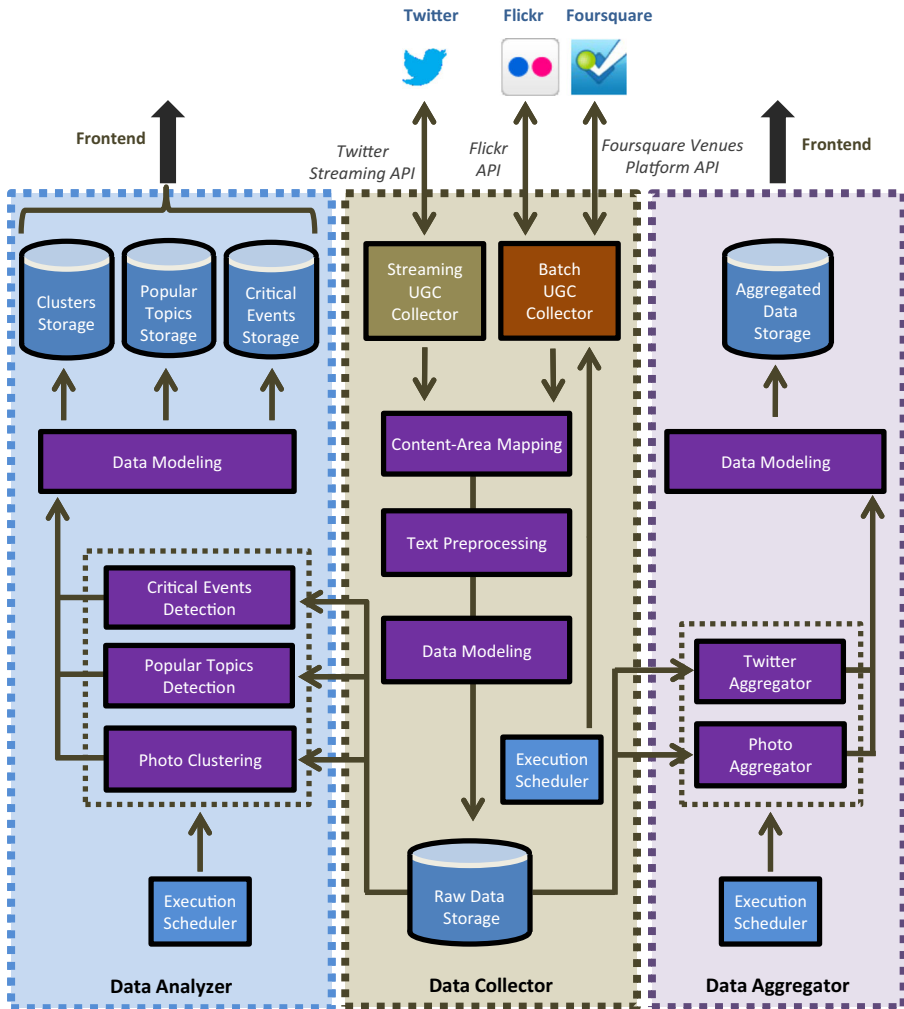 Twitter
Flickr
Foursquare
Frontend
Twitter
Streaming API
Flickr
API
Foursquare Venues
Platform API
Frontend
Clusters
Storage
Popular
Topics
Storage
Critical
Events
Storage
Data Modeling
Critical Events
Detection
Popular Topics
Detection
Photo Clustering
Execution
Scheduler
Data Analyzer
Streaming
UGC
Collector
Batch
UGC
Collector
Content-Area Mapping
Text Preprocessing
Data Modeling
Execution
Scheduler
Raw Data
Storage
Data Collector
Aggregated
Data
Storage
Data Modeling
Twitter
Aggregator
Photo
Aggregator
Execution
Scheduler
Data Aggregator